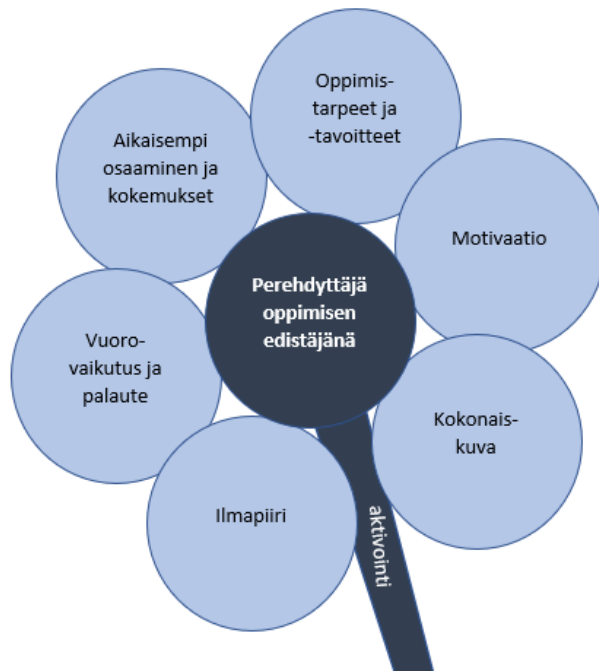 Oppimis-
tarpeet ja
-tavoitteet
Aikaisempi
osaaminen ja
kokemukset
Motivaatio
Perehdyttäjä
oppimisen
edistäjänä
Vuoro-
vaikutus ja
palaute
Kokonais-
kuva
Ilmapiiri
aktivointi